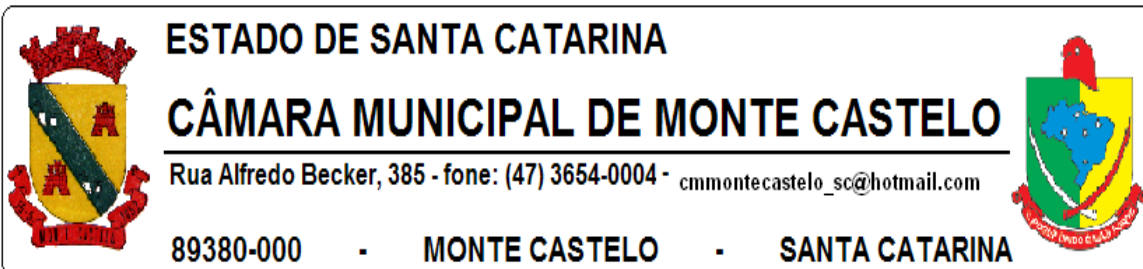 ESTADO DE SANTA CATARINA
CÂMARA MUNICIPAL DE MONTE CASTELO
Rua Alfredo Becker, 385 - fone: (47) 3654-0004 - cmmontecastelo_sc@hotmail.com
89380-000 - MONTE CASTELO - SANTA CATARINA